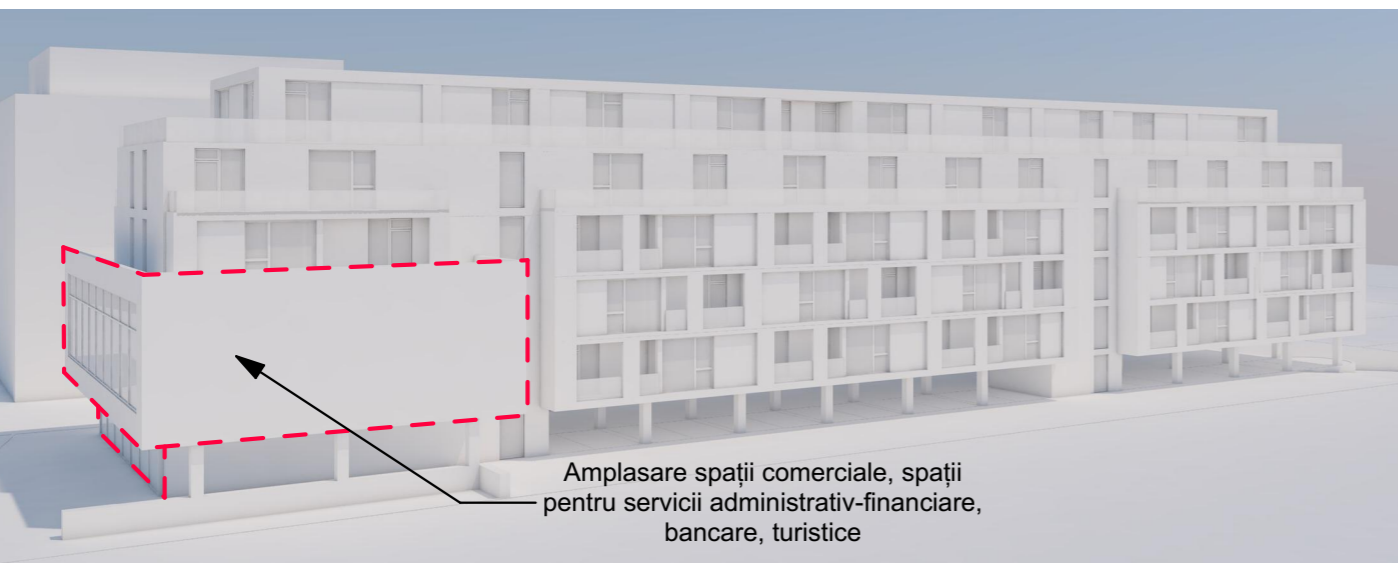 Amplasare spații comerciale, spații
pentru servicii administrativ-financiare,
bancare, turistice